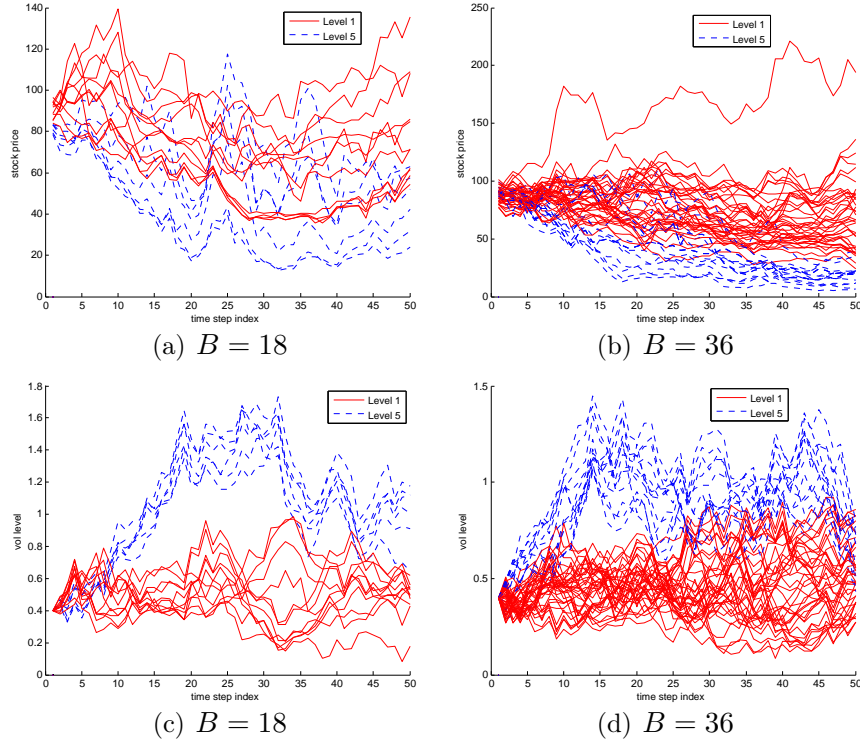 140
120
100
80
60
40
20
0
stock price
Level 1
Level 5
0 5 10 15 20 25 30 35 40 45 50
time step index
(a) B = 18
250
200
150
100
50
0
stock price
Level 1
Level 5
0 5 10 15 20 25 30 35 40 45 50
time step index
(b) B = 36
1.8
1.6
1.4
1.2
1
0.8
0.6
0.4
0.2
0
vol level
Level 1
Level 5
0 5 10 15 20 25 30 35 40 45 50
time step index
(c) B = 18
1.5
1
0.5
0
vol level
Level 1
Level 5
0 5 10 15 20 25 30 35 40 45 50
time step index
(d) B = 36